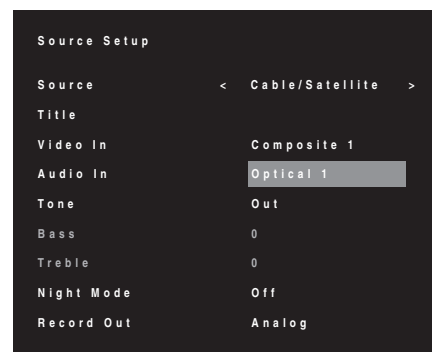 Source Setup
Source < Cable/Satellite >
Title
Video In Composite 1
Audio In Optical 1
Tone Out
Bass 0
Treble 0
Night Mode Off
Record Out Analog